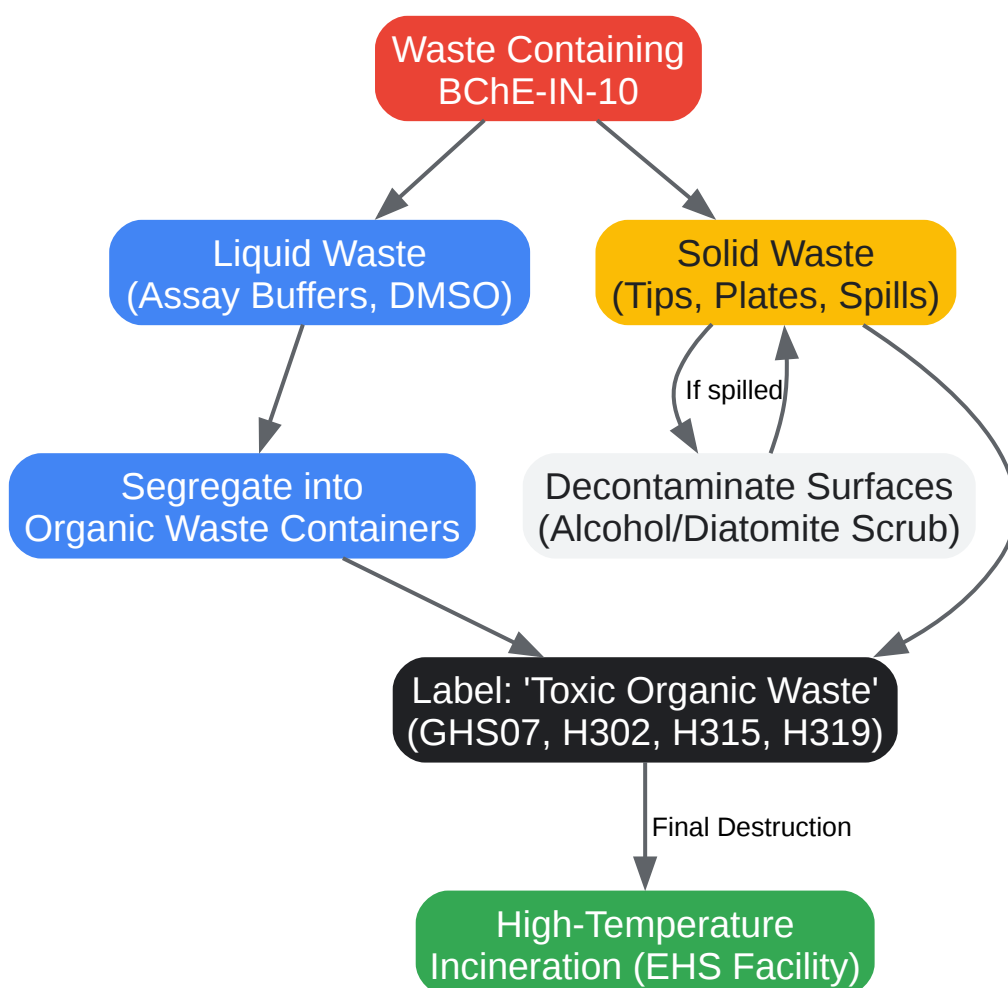 Waste Containing
BChE-IN-10
Liquid Waste
(Assay Buffers, DMSO)
Solid Waste
(Tips, Plates, Spills)
If spilled
Segregate into
Organic Waste Containers
Decontaminate Surfaces
(Alcohol/Diatomite Scrub)
Label: 'Toxic Organic Waste'
(GHS07, H302, H315, H319)
Final Destruction
High-Temperature
Incineration (EHS Facility)